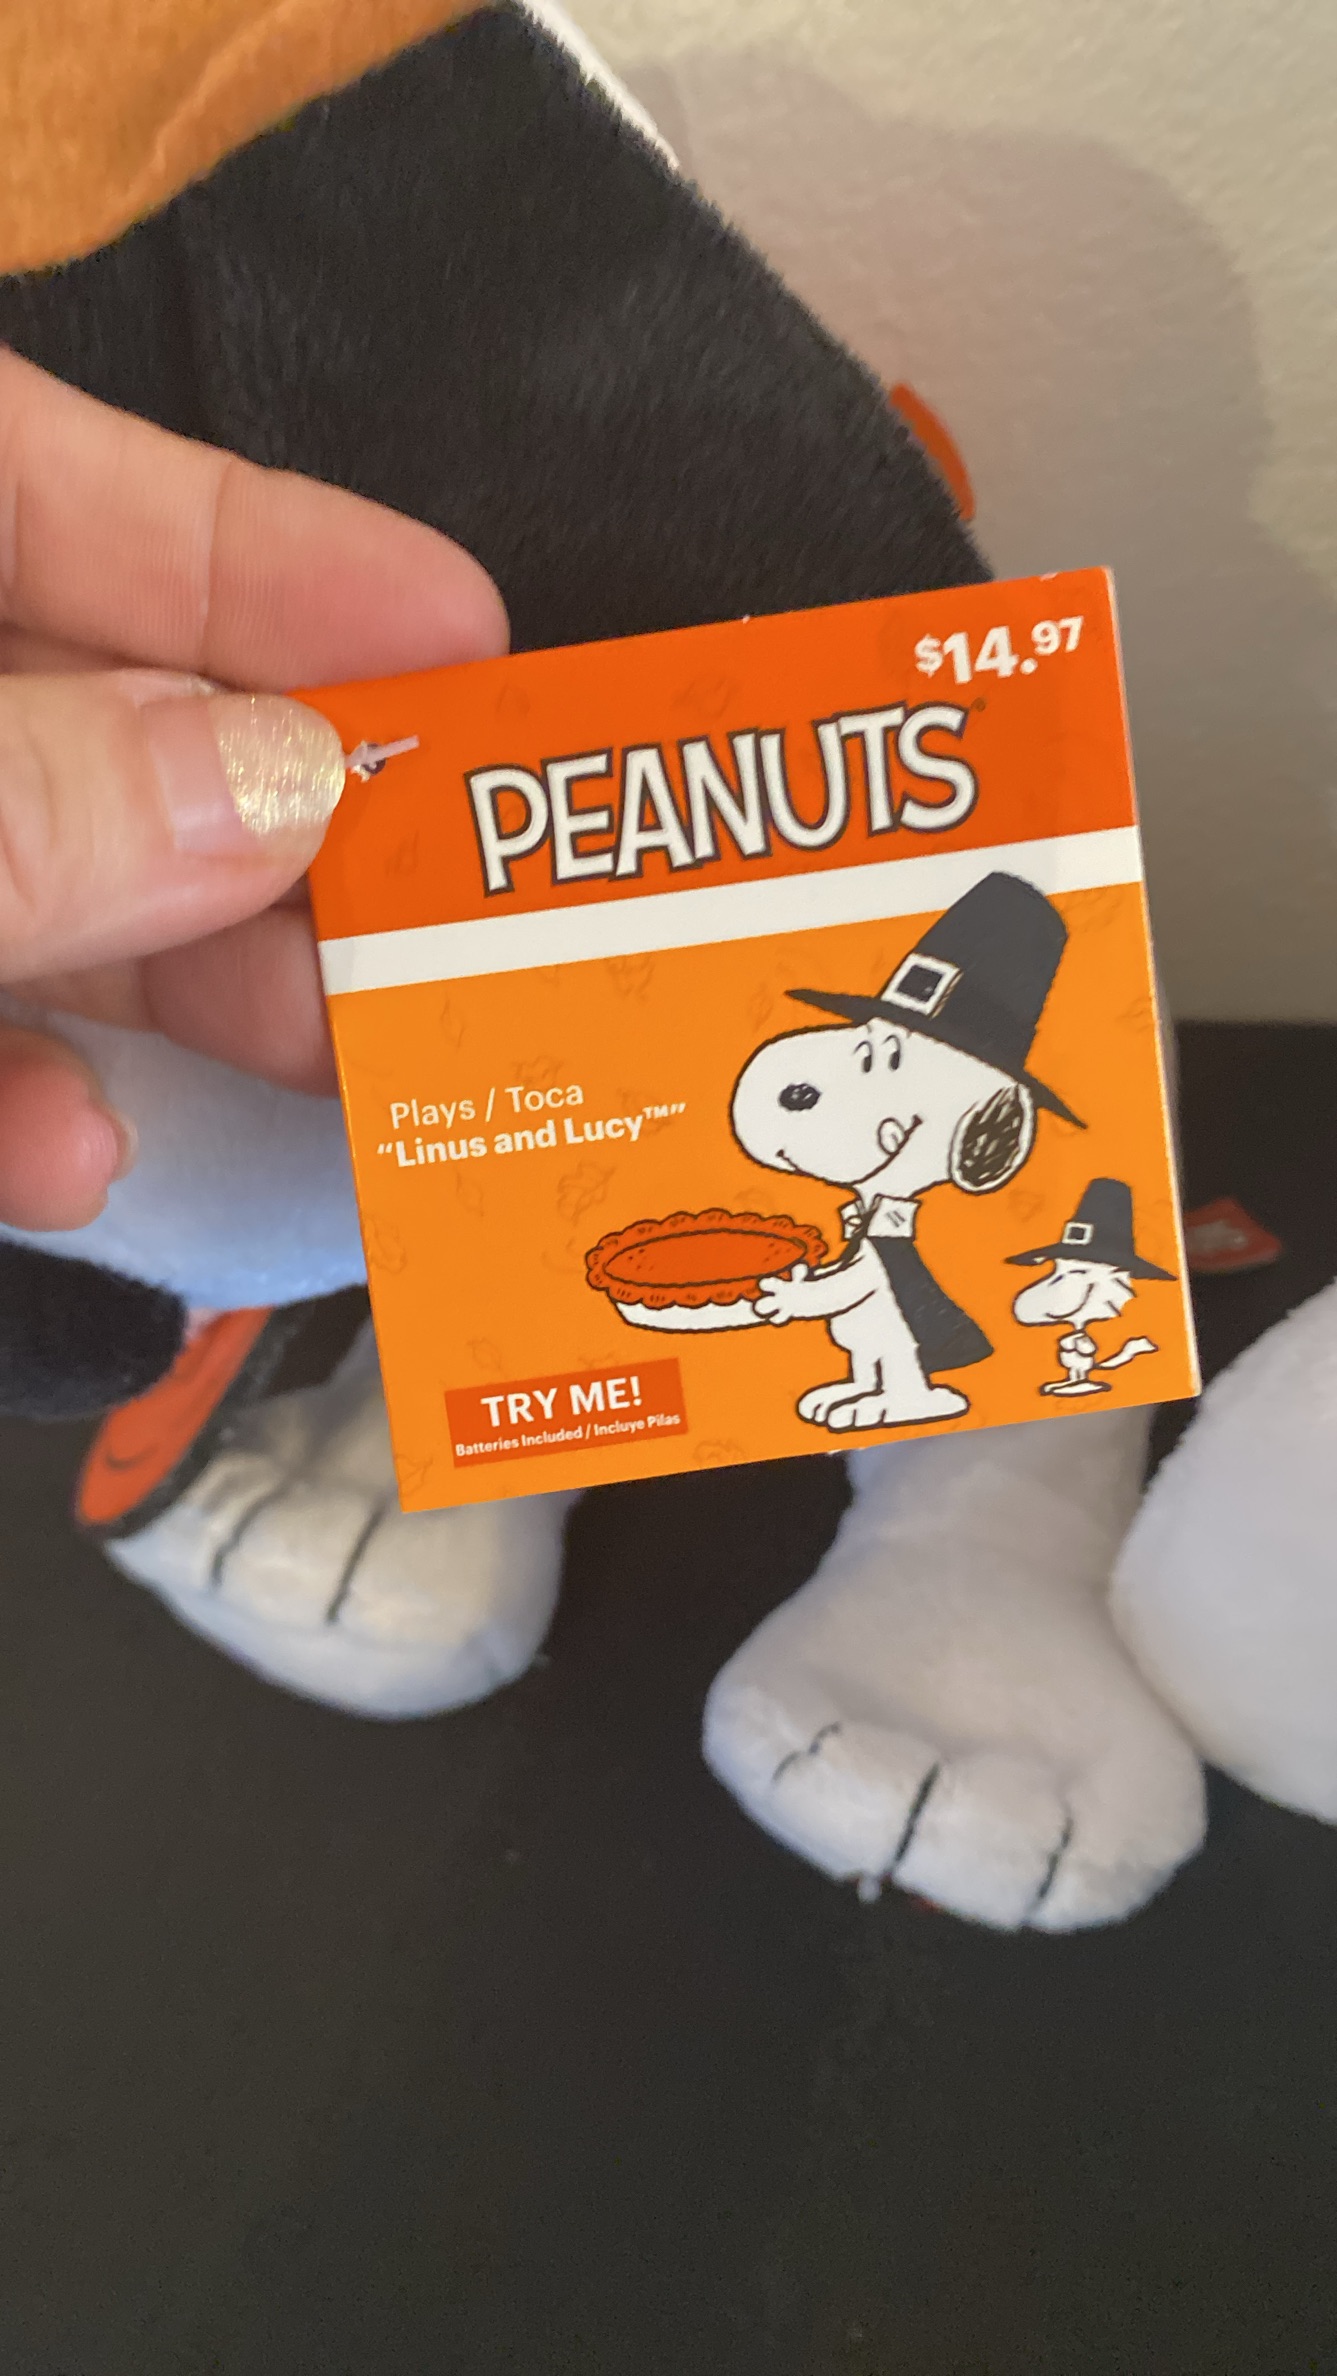 $14.97
PEANUTS®
Plays / Toca
"Linus and Lucy™"
TRY ME!
Batteries Included / Incluye Pilas